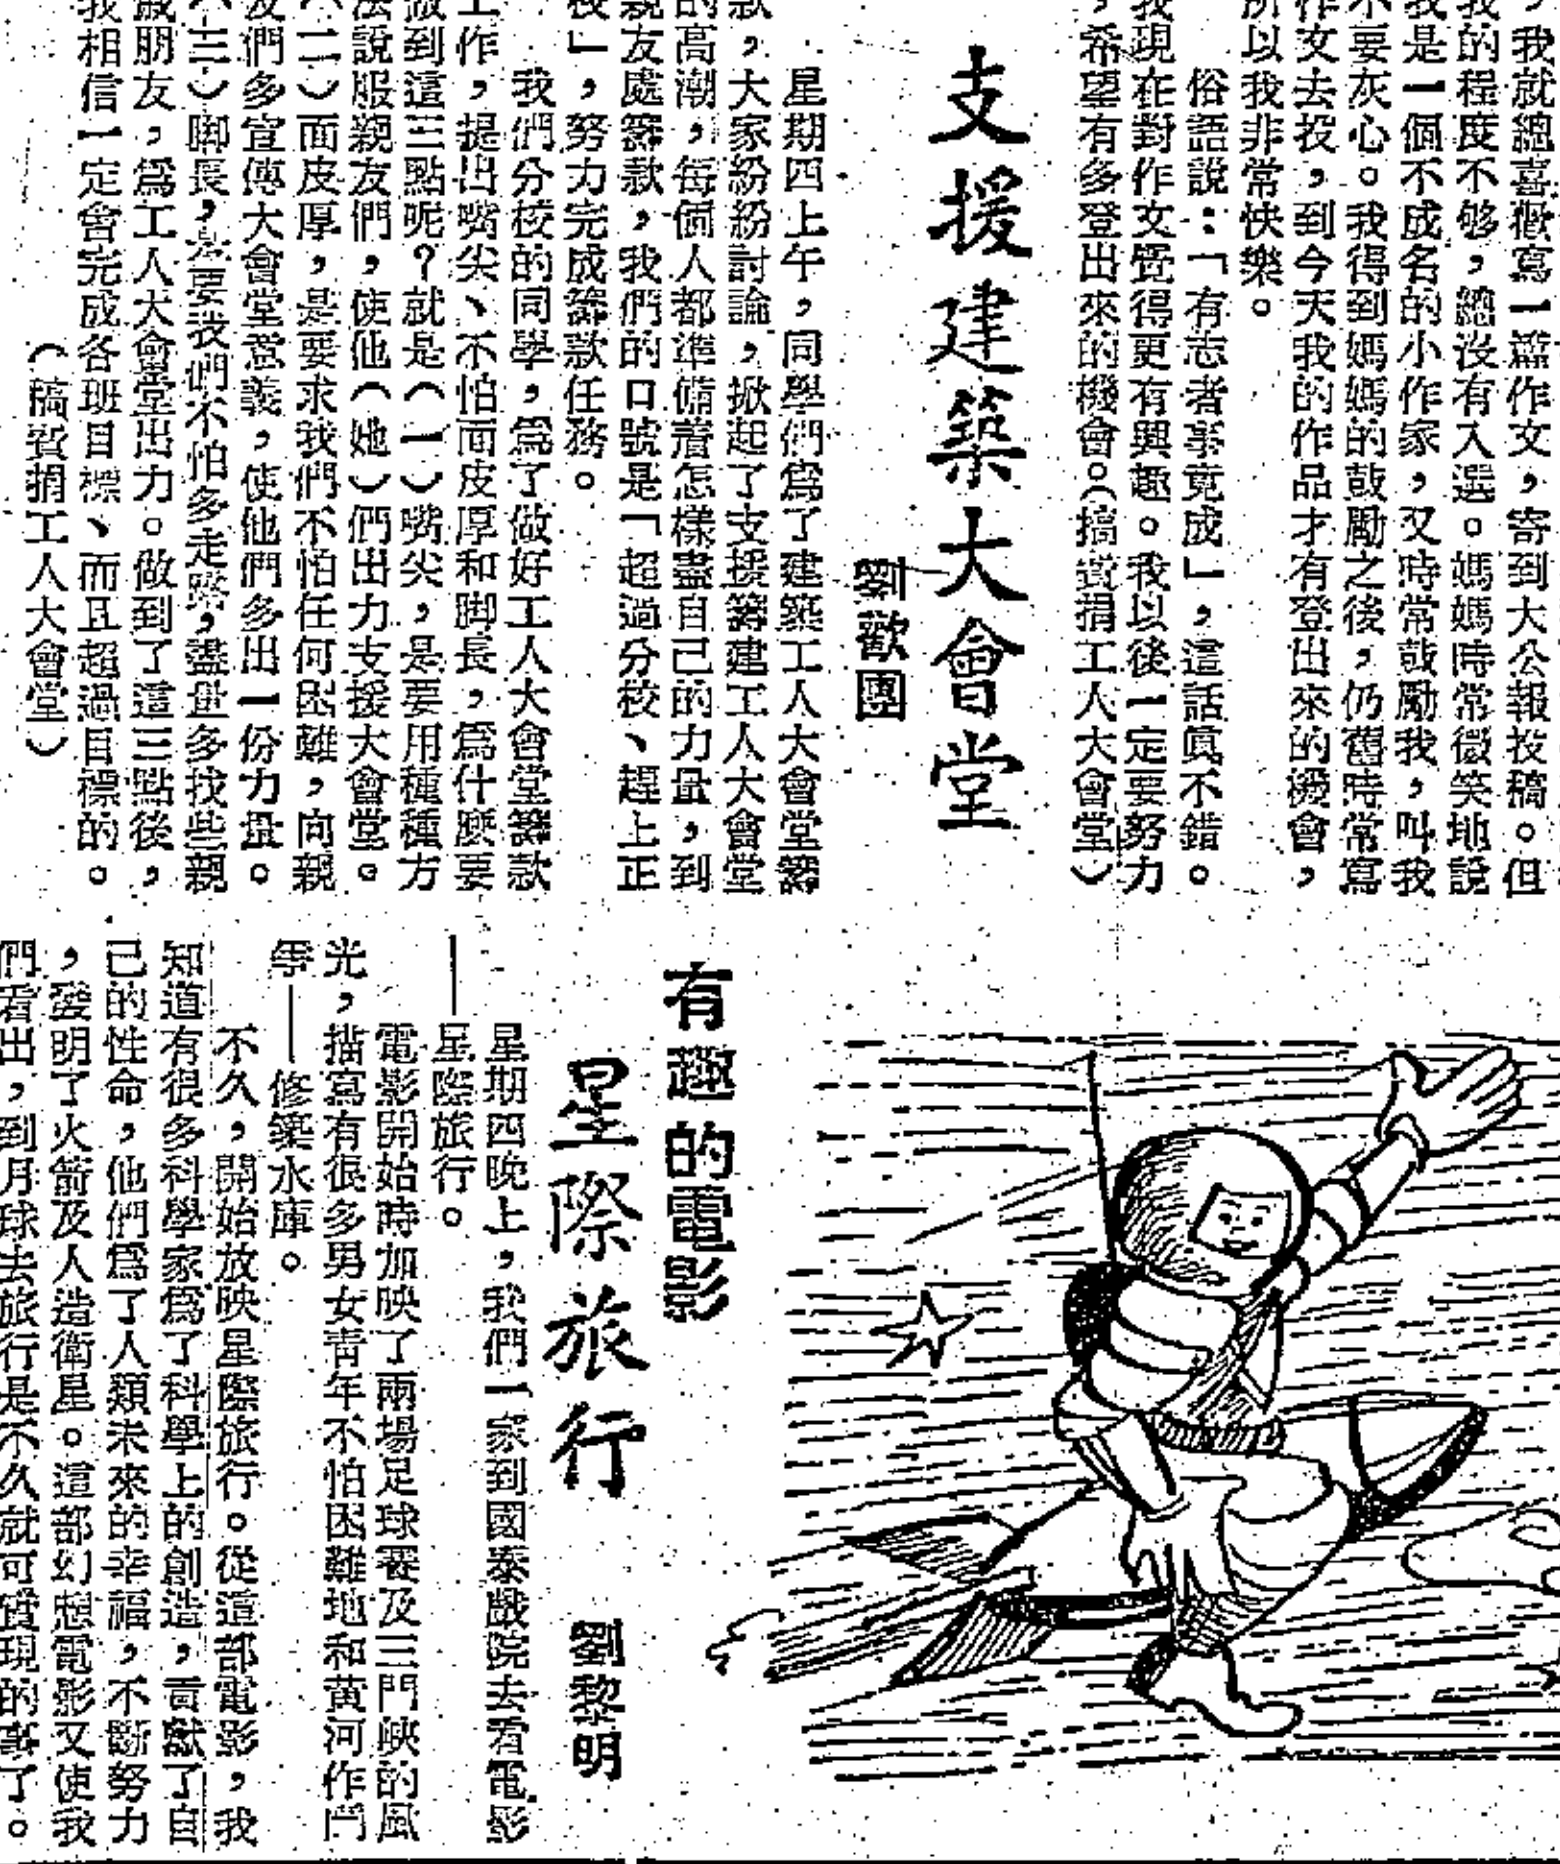 ，我就總喜歡寫一篇作文，寄到大公報投稿。但
我的程度不够，總沒有入選。媽媽時常微笑地說
我是一個不成名的小作家，又時常鼓勵我，叫我
不要灰心。我得到媽媽的鼓勵之後，仍舊時常寫
作文去投，到今天我的作品才有登出來的機會，
所以我非常快樂。
俗語說：「有志者事竟成」，這話眞不錯。
我現在對作文覺得更有興趣。我以後一定要努力
，希望有多登出來的機會。（搞費捐工人大會堂）
支援建築大會堂
劉歡團
星期四上午，同學們爲了建築工人大會堂籌
款，大家紛紛討論，掀起了支援籌建工人大會堂
的高潮，每個人都準備着怎樣盡自己的力量，到
親友處籌款，我們的口號是「超過分校、趕上正
校」，努力完成籌款任務。
我們分校的同學，爲了做好工人大會堂籌款
工作，提出嘴尖、不怕面皮厚和脚長，爲什麽要
做到這三點呢？就是（一）嘴尖，是要用種種方
法說服親友們，使他（她）們出力支援大會堂。
（二）面皮厚，是要求我們不怕任何困難，向親
友們多宣傳大會堂意義，使他們多出一份力量。
（三）脚長，是要我們不怕多走路，盡量多找些親
戚朋友，爲工人大會堂出力。做到了這三點後，
我相信一定會完成各班目標、而且超過目標的。
（稿費捐工人大會堂）
有趣的電影
星際旅行
劉黎明
星期四晚上，我們一家到國泰戲院去看電影
——星際旅行。
電影開始時加映了兩場足球賽及三門峽的風
光，描寫有很多男女青年不怕困難地和黄河作鬥
爭——修築水庫。
不久，開始放映星際旅行。從這部電影，我
知道有很多科學家爲了科學上的創造，貢獻了自
己的性命，他們爲了人類未來的幸福，不斷努力
，發明了火箭及人造衛星。這部幻想電影又使我
們看出，到月球去旅行是不久就可實現的事了。